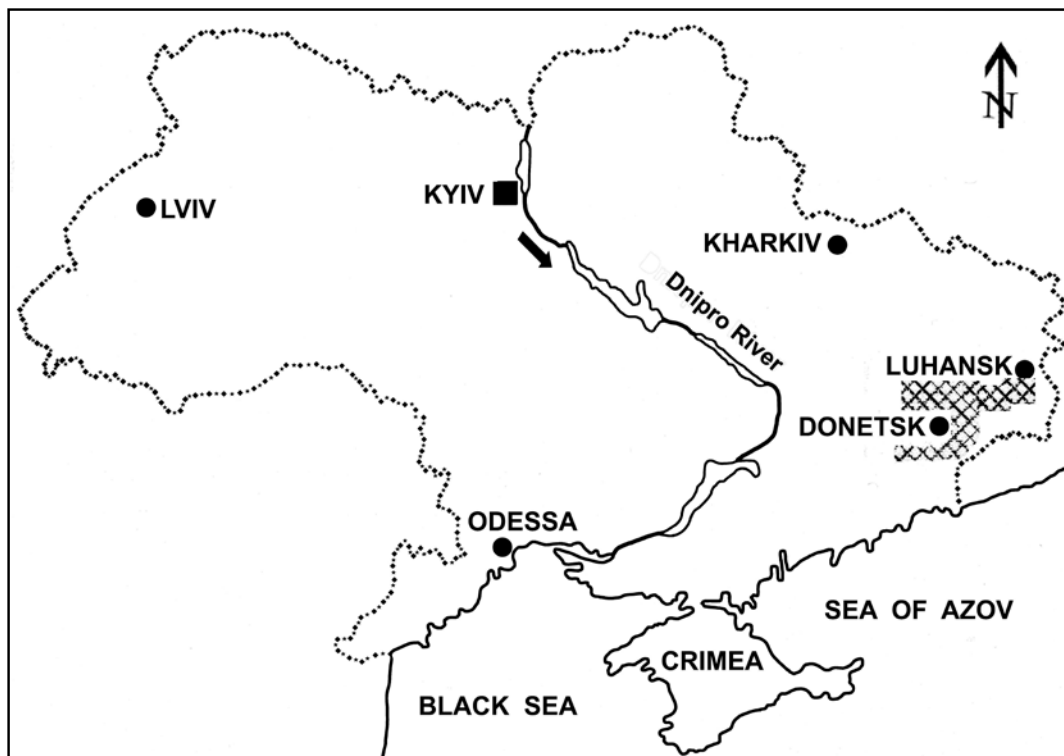 N
KYIV
LVIV
KHARKIV
Dnipro River
LUHANSK
DONETSK
ODESSA
SEA OF AZOV
CRIMEA
BLACK SEA